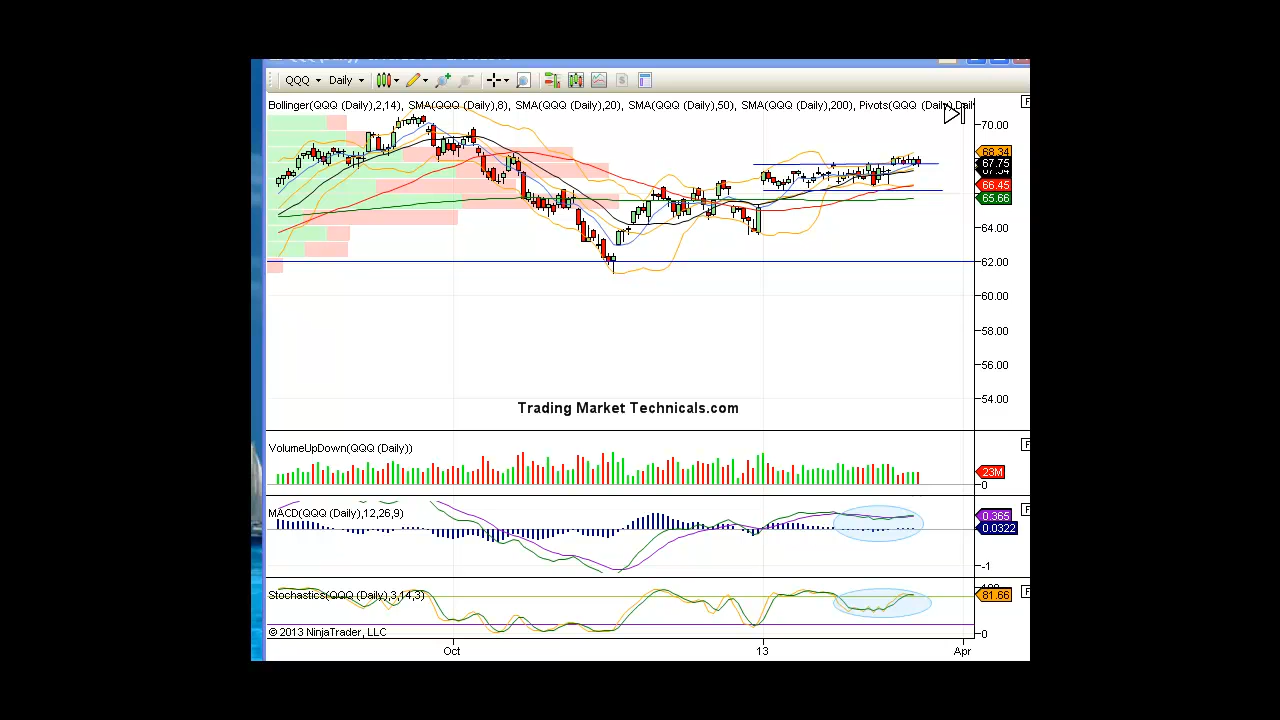 QQQ Daily
Bollinger(QQQ (Daily),2,14), SMA(QQQ (Daily),8), SMA(QQQ (Daily),20), SMA(QQQ (Daily),50), SMA(QQQ (Daily),200), Pivots(QQQ (Daily),Dail
F
70.00
68.34
67.75
67.54
66.45
65.66
64.00
62.00
60.00
58.00
56.00
54.00
Trading Market Technicals.com
VolumeUpDown(QQQ (Daily))
F
23M
0
MACD(QQQ (Daily),12,26,9)
F
0.365
0.0322
-1
Stochastics(QQQ (Daily),3,14,3)
100
F
81.66
0
© 2013 NinjaTrader, LLC
Oct
13
Apr